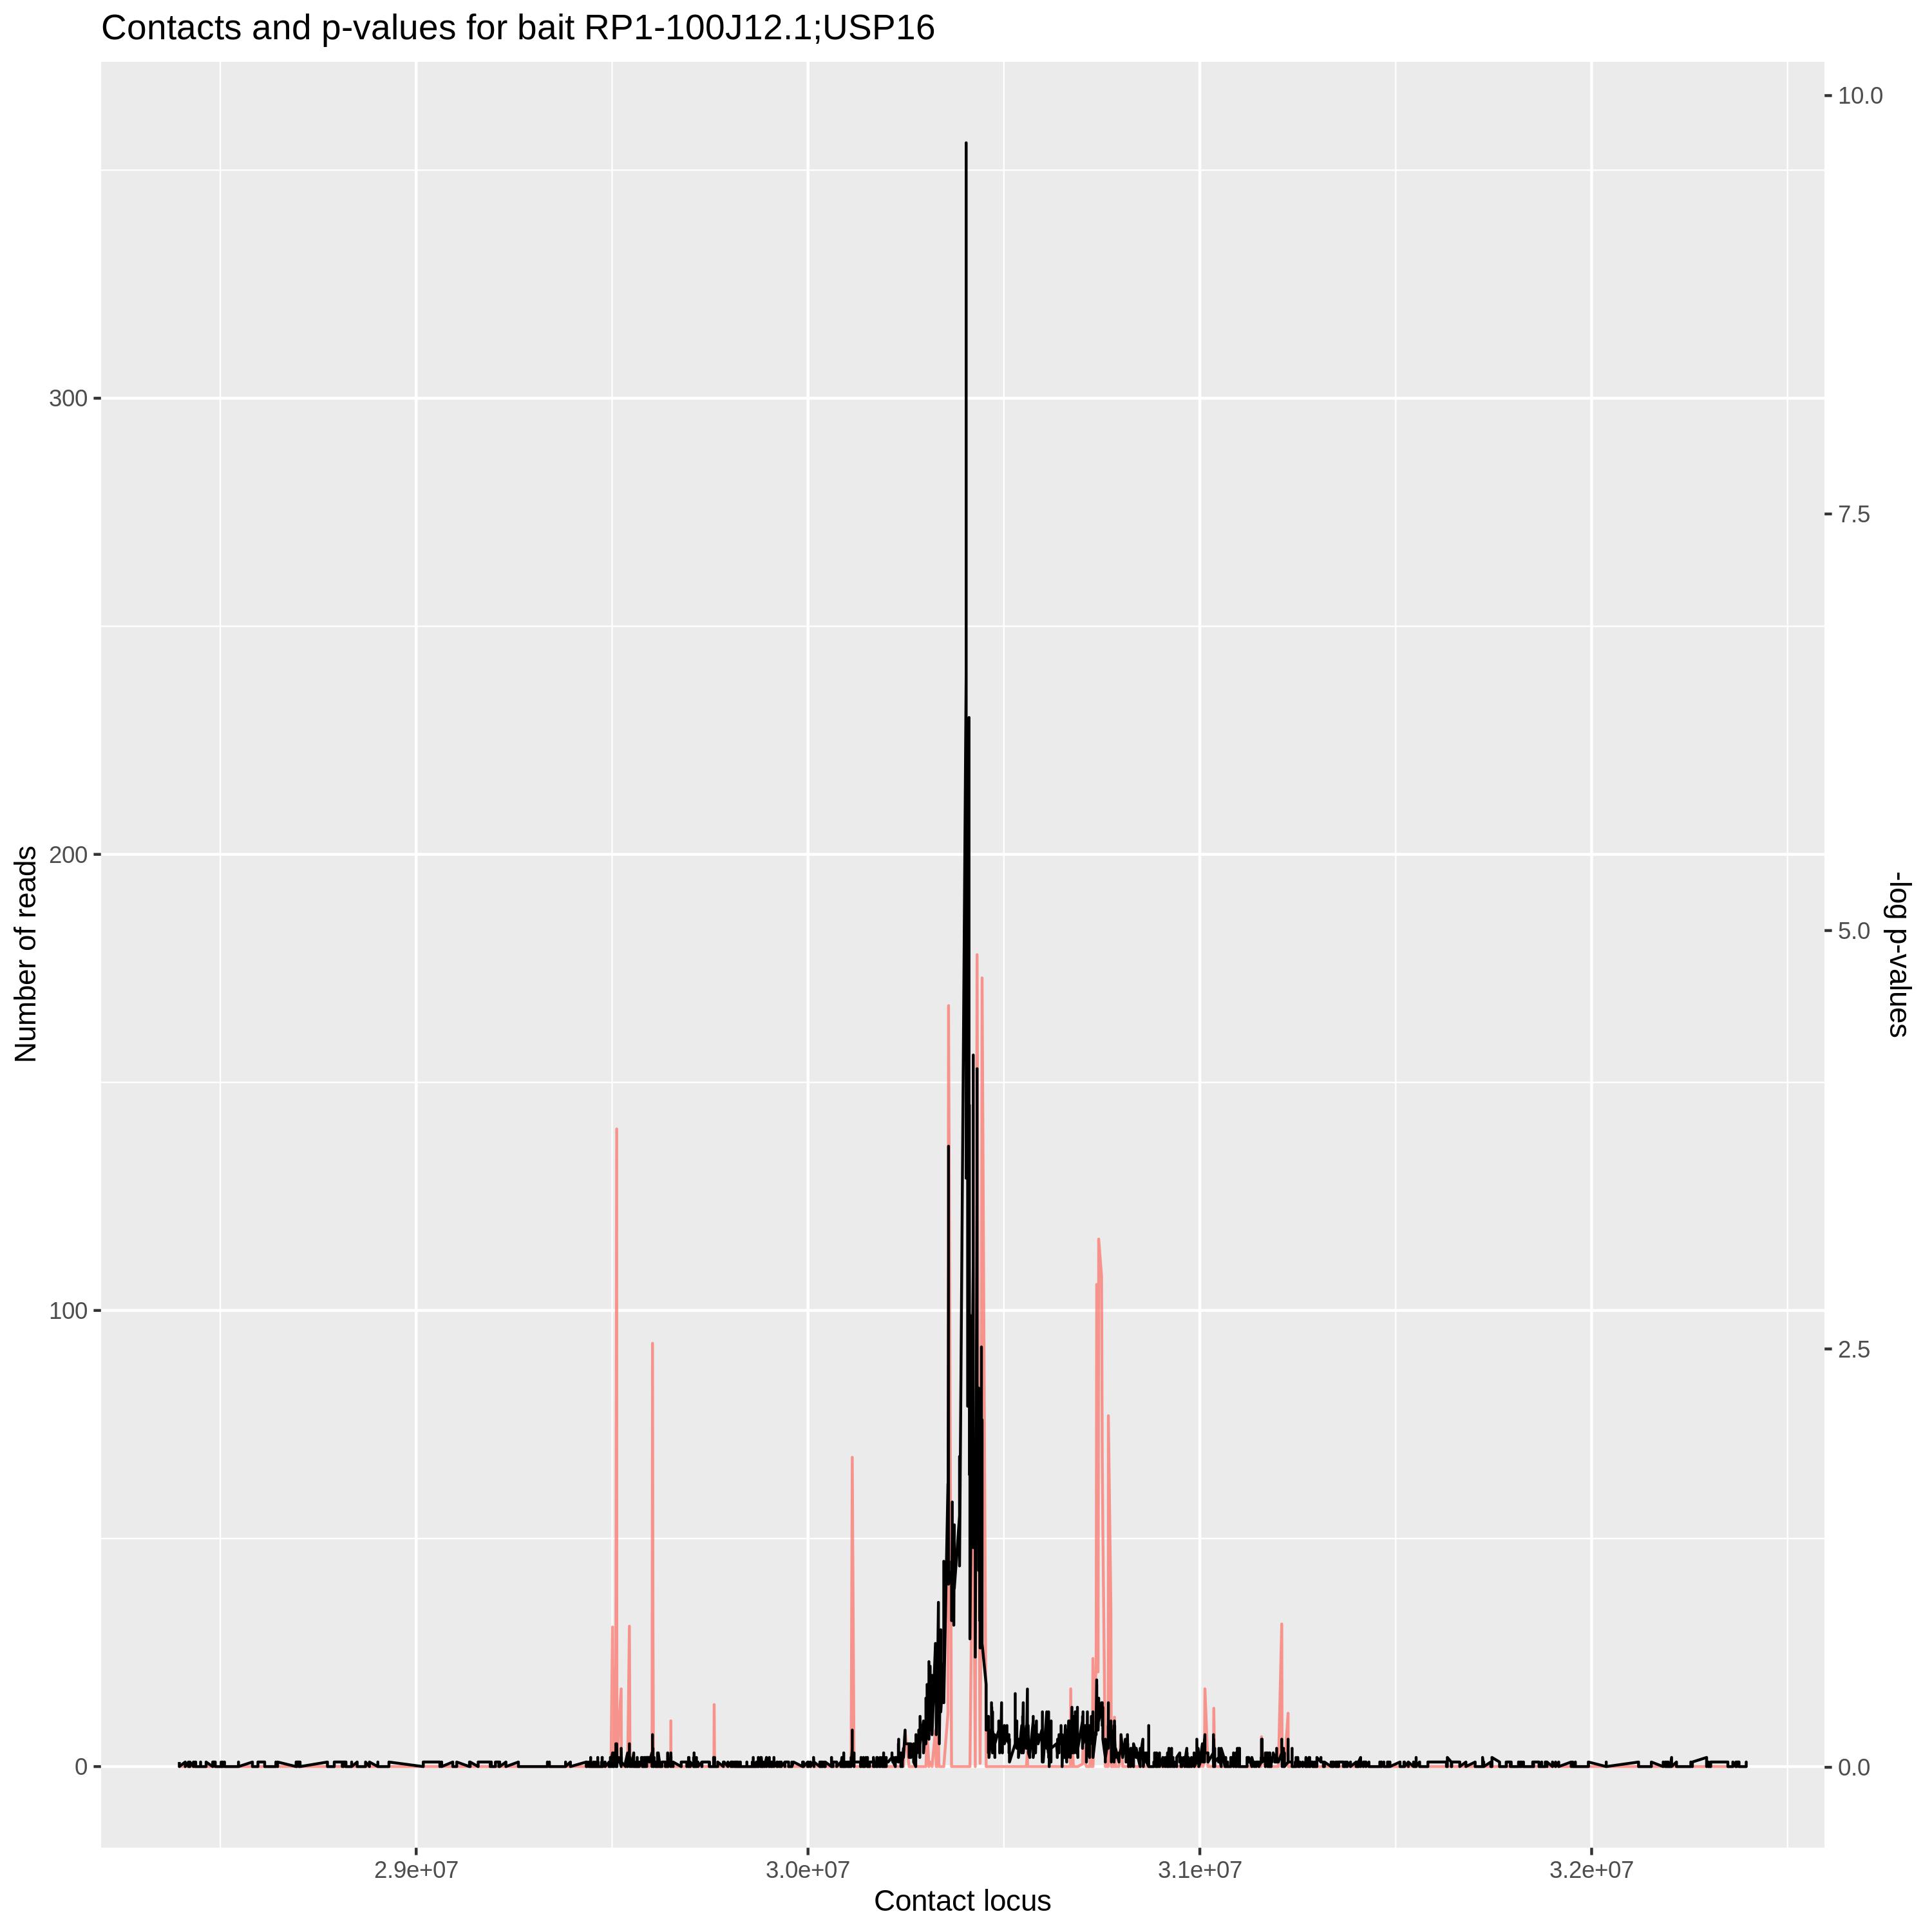 Contacts and p-values for bait RP1-100J12.1;USP16
10.0
7.5
5.0
2.5
0.0
300
200
100
0
Number of reads
-log p-values
2.9e+07
3.0e+07
3.1e+07
3.2e+07
Contact locus